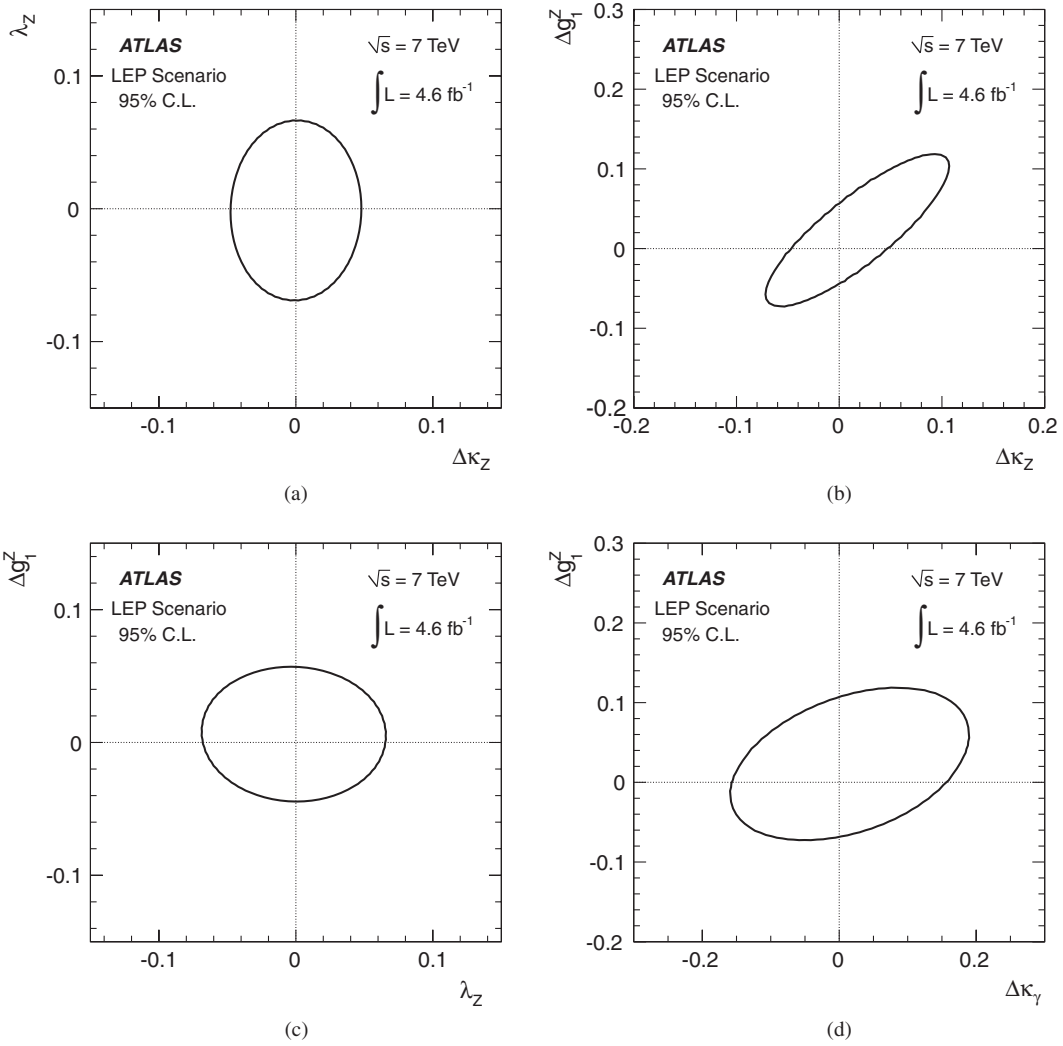 λZ
ATLAS
√s = 7 TeV
LEP Scenario
95% C.L.
∫L = 4.6 fb⁻¹
0.1
0
-0.1
-0.1 0 0.1
ΔκZ
(a)
Δg₁ᶻ
ATLAS
√s = 7 TeV
LEP Scenario
95% C.L.
∫L = 4.6 fb⁻¹
0.3
0.2
0.1
0
-0.1
-0.2
-0.2 -0.1 0 0.1 0.2
ΔκZ
(b)
Δg₁ᶻ
ATLAS
√s = 7 TeV
LEP Scenario
95% C.L.
∫L = 4.6 fb⁻¹
0.1
0
-0.1
-0.1 0 0.1
λZ
(c)
Δg₁ᶻ
ATLAS
√s = 7 TeV
LEP Scenario
95% C.L.
∫L = 4.6 fb⁻¹
0.3
0.2
0.1
0
-0.1
-0.2
-0.2 0 0.2
Δκγ
(d)